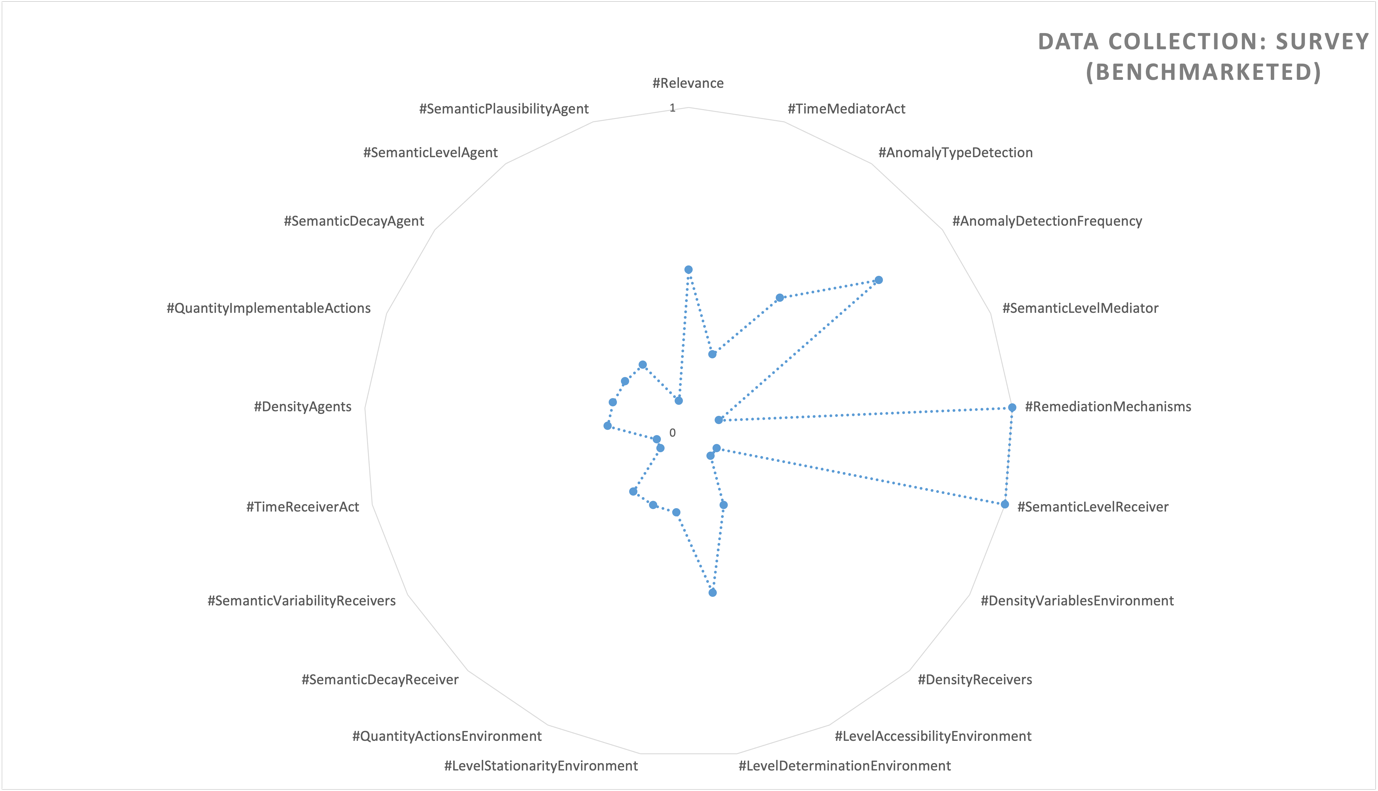 DATA COLLECTION: SURVEY
(BENCHMARKETED)
#Relevance
1
#TimeMediatorAct
#AnomalyTypeDetection
#AnomalyDetectionFrequency
#SemanticLevelMediator
#RemediationMechanisms
#SemanticLevelReceiver
#DensityVariablesEnvironment
#DensityReceivers
#LevelAccessibilityEnvironment
#LevelDeterminationEnvironment
#LevelStationarityEnvironment
#QuantityActionsEnvironment
#SemanticDecayReceiver
#SemanticVariabilityReceivers
#TimeReceiverAct
#DensityAgents
#QuantityImplementableActions
#SemanticDecayAgent
#SemanticLevelAgent
#SemanticPlausibilityAgent
0